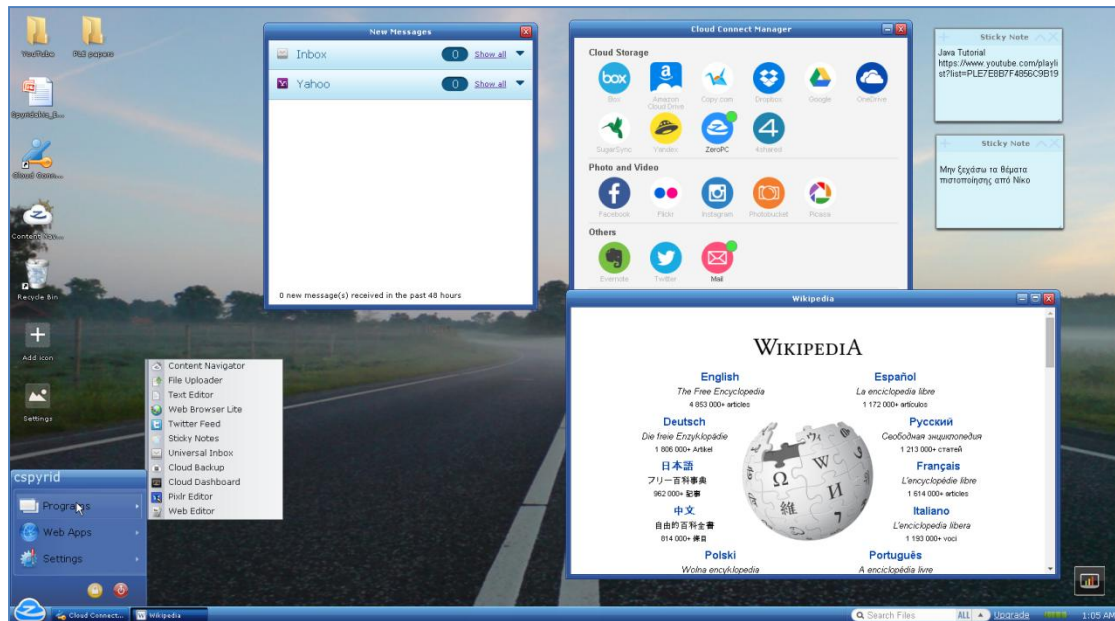 YouTube
PLE papers
Recycle Bin
Add icon
Settings
New Messages
Inbox 0 Show all
Yahoo 0 Show all
0 new message(s) received in the past 48 hours
Cloud Connect Manager
Cloud Storage
box
Box
Amazon Cloud Drive
Copy.com
Dropbox
Google
OneDrive
SugarSync
Yandex
ZeroPC
4shared
Photo and Video
Facebook
Flickr
Instagram
Photobucket
Picasa
Others
Evernote
Twitter
Mail
Sticky Note
Java Tutorial
https://www.youtube.com/playli
st?list=PLE7E8B7F4856C9B19
Sticky Note
Μην ξεχάσω τα θέματα
πιστοποίησης από Νίκο
Wikipedia
WIKIPEDIA
English
The Free Encyclopedia
4 853 000+ articles
Español
La enciclopedia libre
1 172 000+ artículos
Deutsch
Die freie Enzyklopädie
1 806 000+ Artikel
Русский
Свободная энциклопедия
1 213 000+ статей
日本語
フリー百科事典
962 000+ 記事
Français
L'encyclopédie libre
1 614 000+ articles
中文
自由的百科全書
814 000+ 條目
Italiano
L'enciclopedia libera
1 193 000+ voci
Polski
Wolna encyklopedia
Português
A enciclopédia livre
Content Navigator
File Uploader
Text Editor
Web Browser Lite
Twitter Feed
Sticky Notes
Universal Inbox
Cloud Backup
Cloud Dashboard
Pixlr Editor
Web Editor
cspyrid
Programs
Web Apps
Settings
Cloud Connect...
Wikipedia
Search Files
ALL
Upgrade
1:05 AM